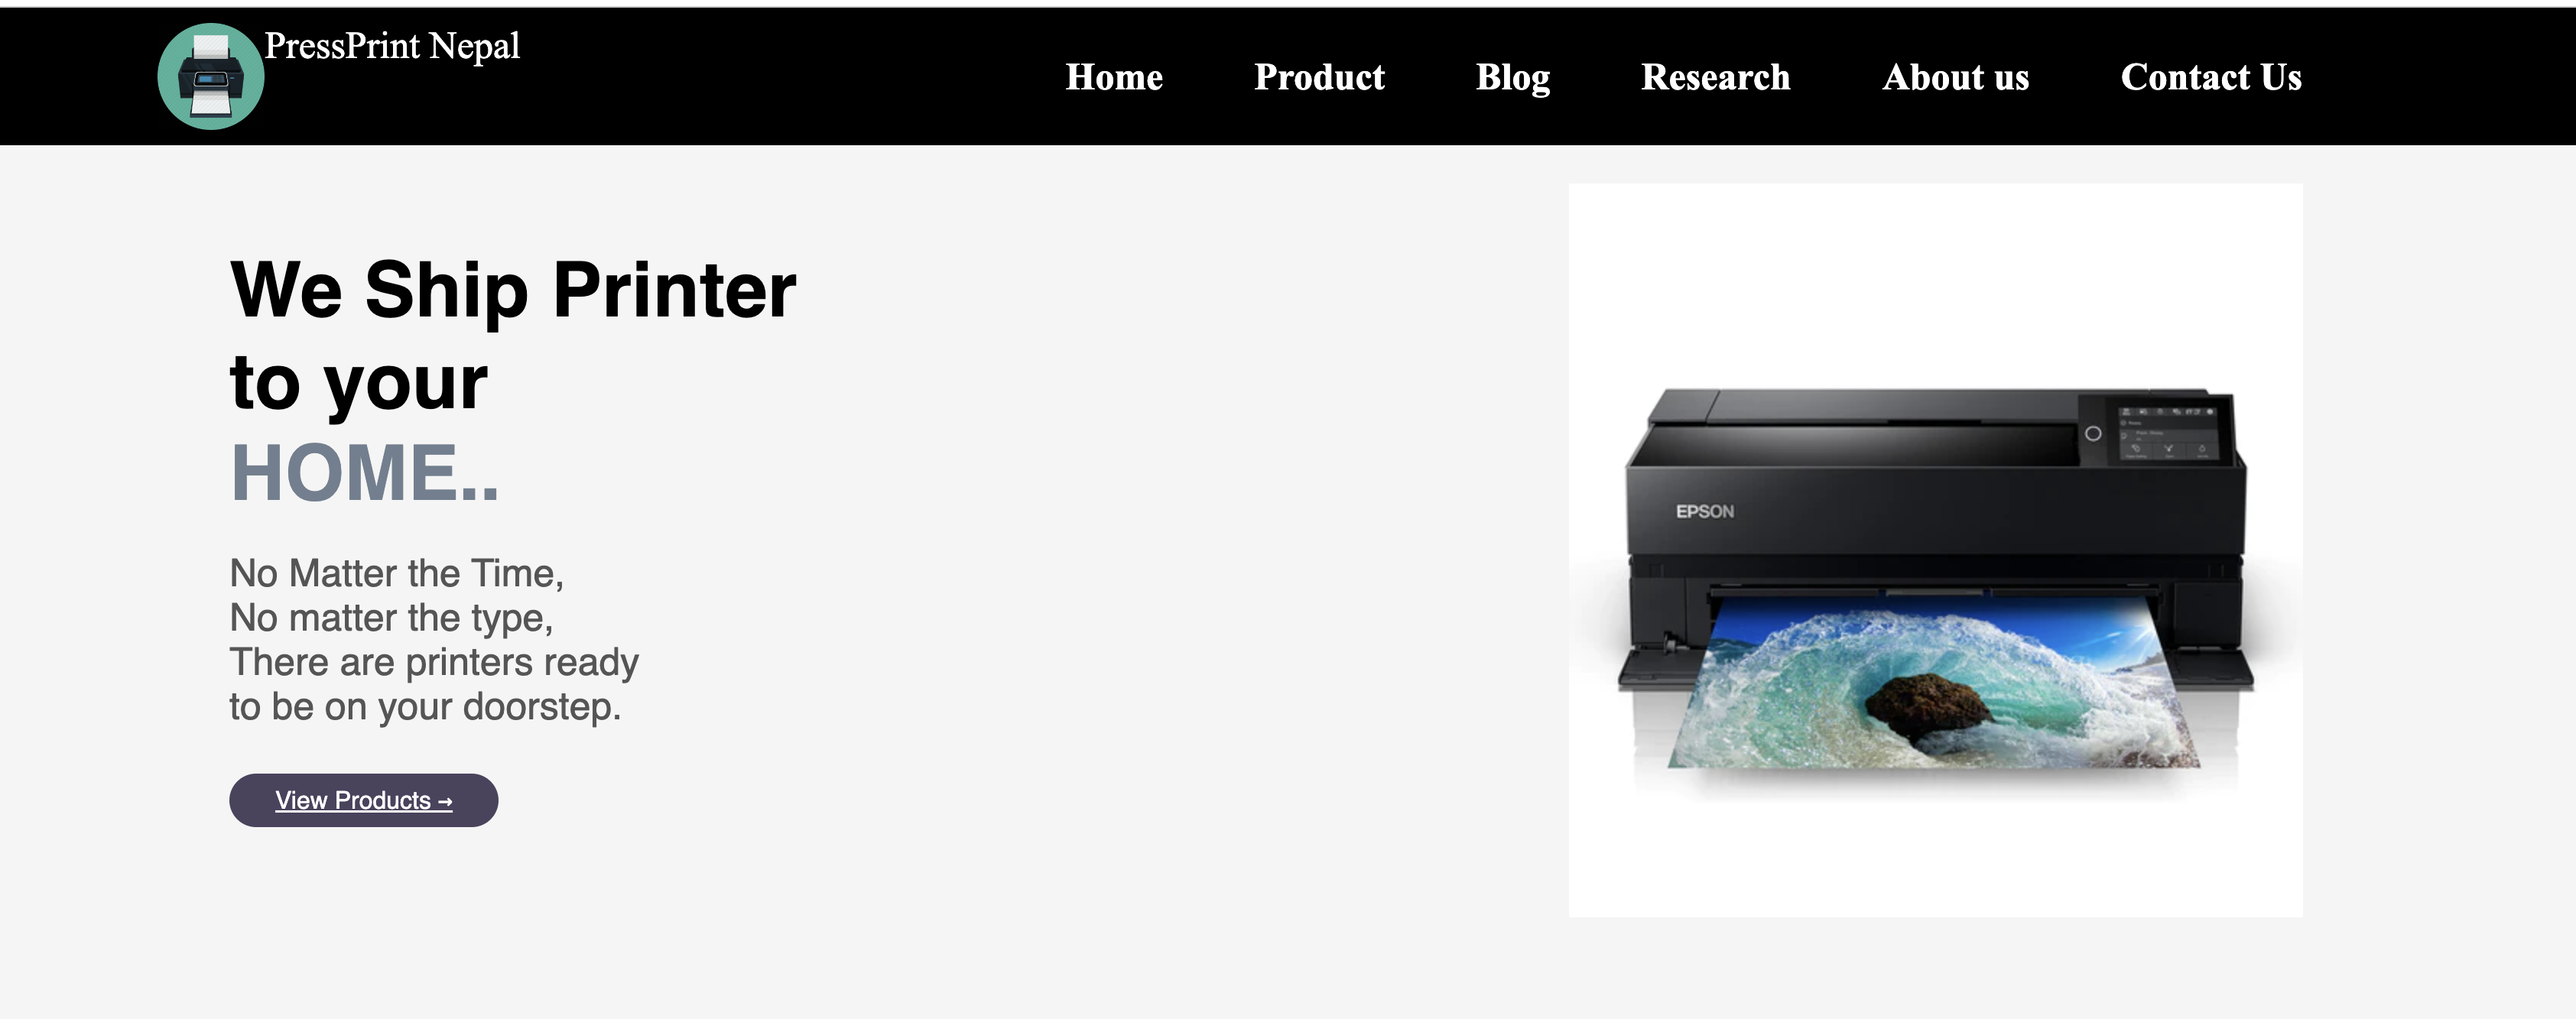 PressPrint Nepal
Home Product Blog Research About us Contact Us
We Ship Printer
to your
HOME..
No Matter the Time,
No matter the type,
There are printers ready
to be on your doorstep.
View Products →
EPSON